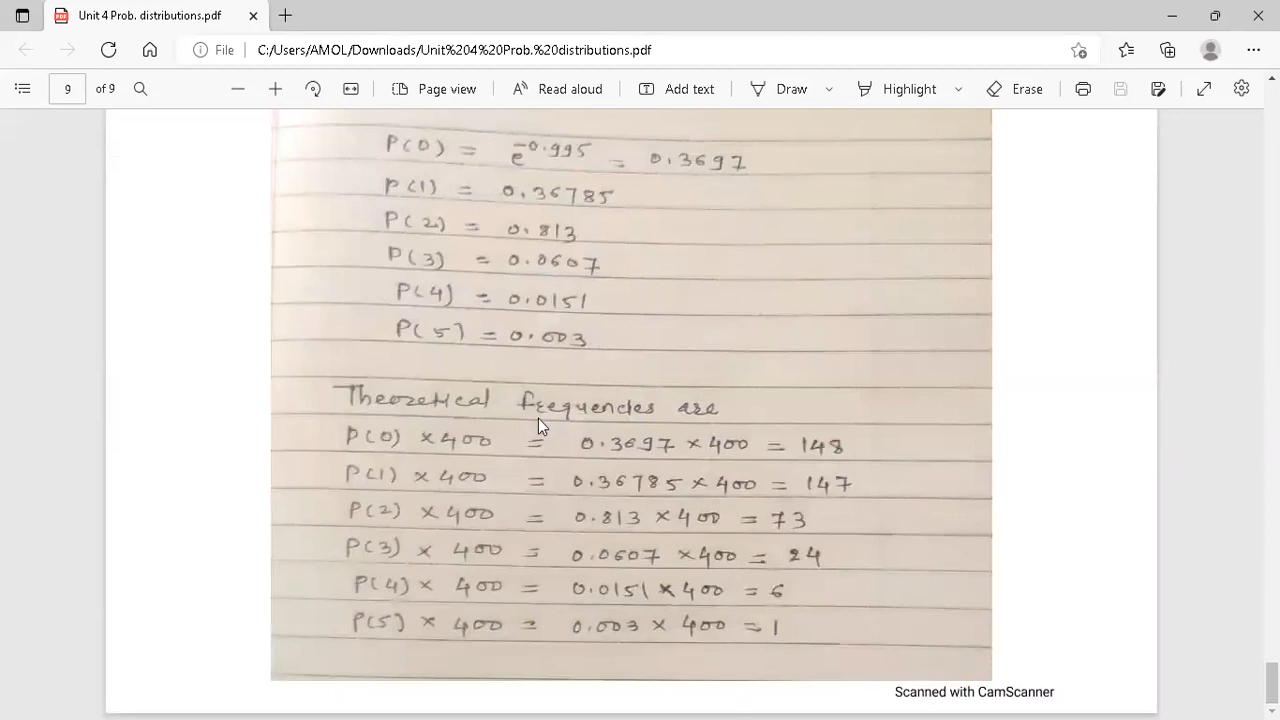 Unit 4 Prob. distributions.pdf
File C:/Users/AMOL/Downloads/Unit%204%20Prob.%20distributions.pdf
9 of 9 Page view Read aloud Add text Draw Highlight Erase
P(0) = e^-0.995 = 0.3697
P(1) = 0.36785
P(2) = 0.813
P(3) = 0.0607
P(4) = 0.0151
P(5) = 0.003
Theoretical frequencies are
P(0) × 400 = 0.3697 × 400 = 148
P(1) × 400 = 0.36785 × 400 = 147
P(2) × 400 = 0.813 × 400 = 73
P(3) × 400 = 0.0607 × 400 = 24
P(4) × 400 = 0.0151 × 400 = 6
P(5) × 400 = 0.003 × 400 = 1
Scanned with CamScanner